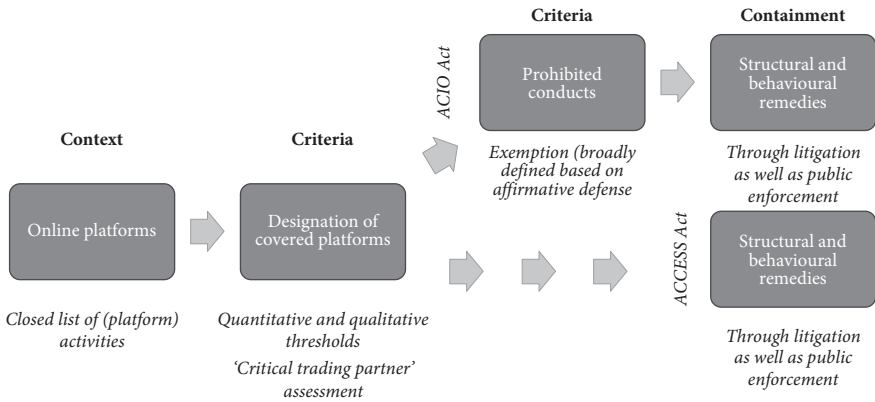 Context
Online platforms
Closed list of (platform)
activities
Criteria
Designation of
covered platforms
Quantitative and qualitative
thresholds
'Critical trading partner'
assessment
ACIO Act
Criteria
Prohibited
conducts
Exemption (broadly
defined based on
affirmative defense
Containment
Structural and
behavioural
remedies
Through litigation
as well as public
enforcement
ACCESS Act
Structural and
behavioural
remedies
Through litigation
as well as public
enforcement